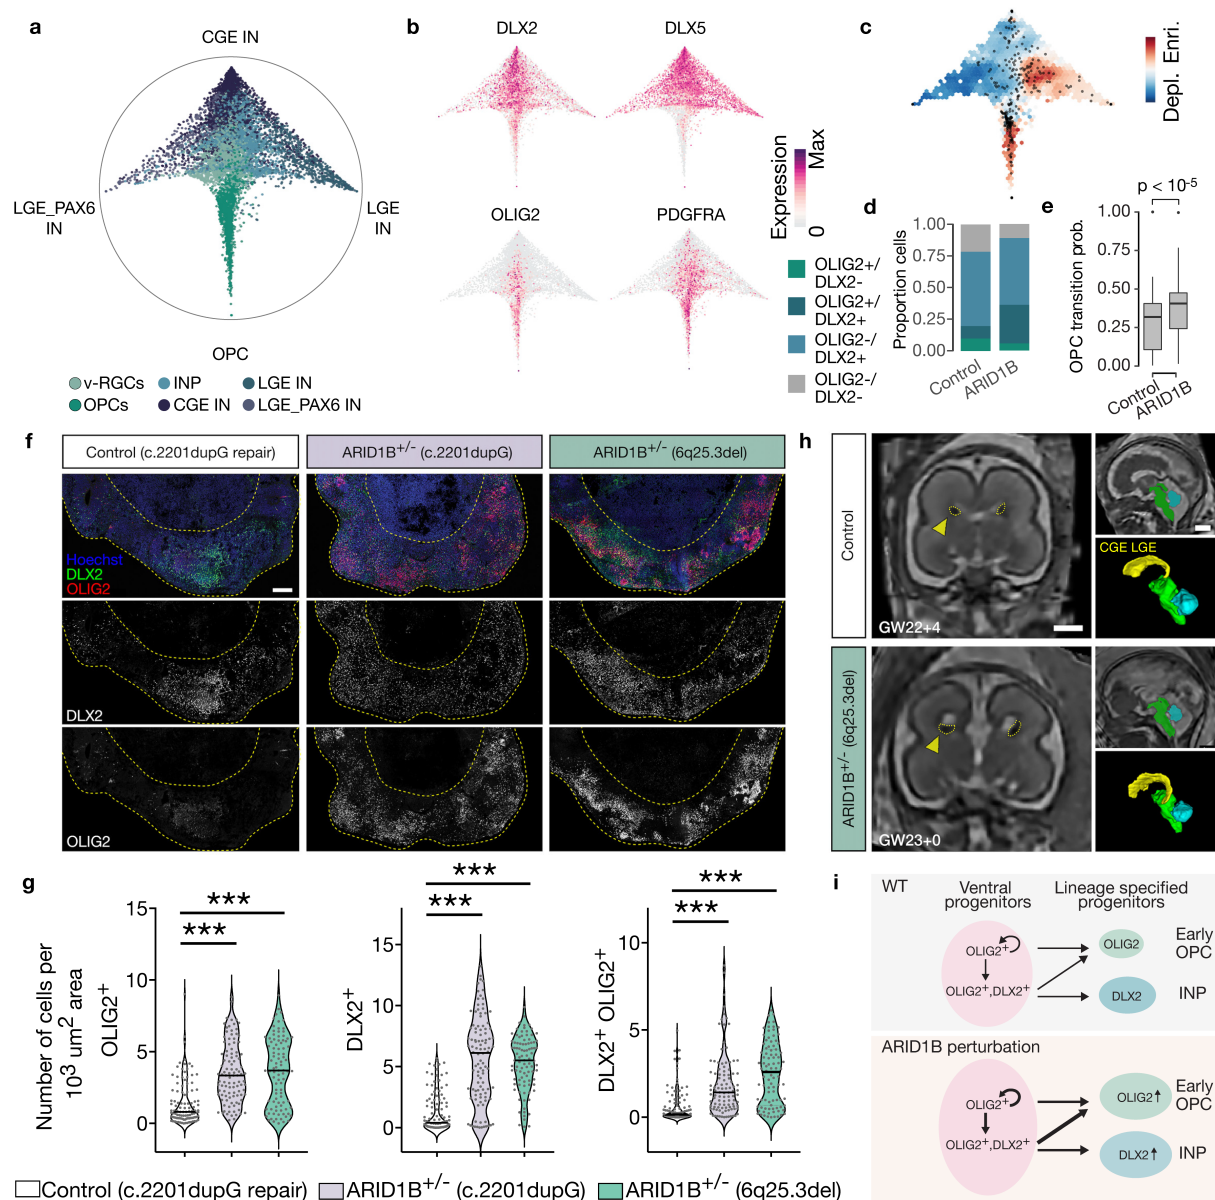 a
CGE IN
LGE_PAX6
IN
LGE
IN
OPC
v-RGCs
INP
LGE IN
OPCs
CGE IN
LGE_PAX6 IN
b
DLX2
DLX5
OLIG2
PDGFRA
Expression
0
Max
c
Depl. Enri.
d
Proportion cells
1.00
0.75
0.50
0.25
0.00
Control
ARID1B
OLIG2+/
DLX2-
OLIG2+/
DLX2+
OLIG2-/
DLX2+
OLIG2-/
DLX2-
e
p < 10-5
OPC transition prob.
1.00
0.75
0.50
0.25
0.00
Control
ARID1B
f
Control (c.2201dupG repair)
ARID1B+/- (c.2201dupG)
ARID1B+/- (6q25.3del)
Hoechst
DLX2
OLIG2
DLX2
OLIG2
g
Number of cells per
10³ um² area
OLIG2+
15
10
5
0
***
***
DLX2+
15
10
5
0
***
***
DLX2+ OLIG2+
10
5
0
***
***
Control (c.2201dupG repair)
ARID1B+/- (c.2201dupG)
ARID1B+/- (6q25.3del)
h
Control
GW22+4
CGE LGE
ARID1B+/- (6q25.3del)
GW23+0
i
WT
Ventral
progenitors
Lineage specified
progenitors
OLIG2+
OLIG2+,DLX2+
OLIG2
Early
OPC
DLX2
INP
ARID1B perturbation
OLIG2+
OLIG2+,DLX2+
OLIG2↑
Early
OPC
DLX2↑
INP